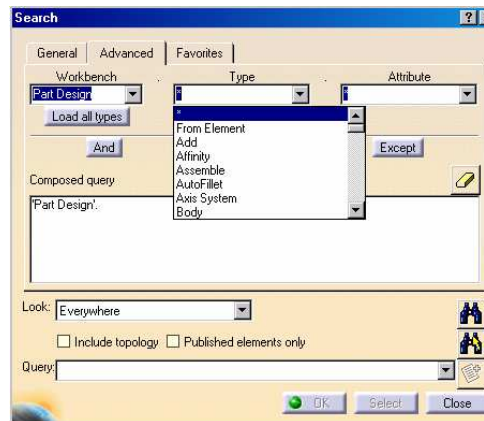 Search
General Advanced Favorites
Workbench . Type . Attribute
Part Design * *
Load all types
*
From Element
Add
Affinity
Assemble
AutoFillet
Axis System
Body
And Except
Composed query
'Part Design'.
Look: Everywhere
Include topology Published elements only
Query:
OK Select Close